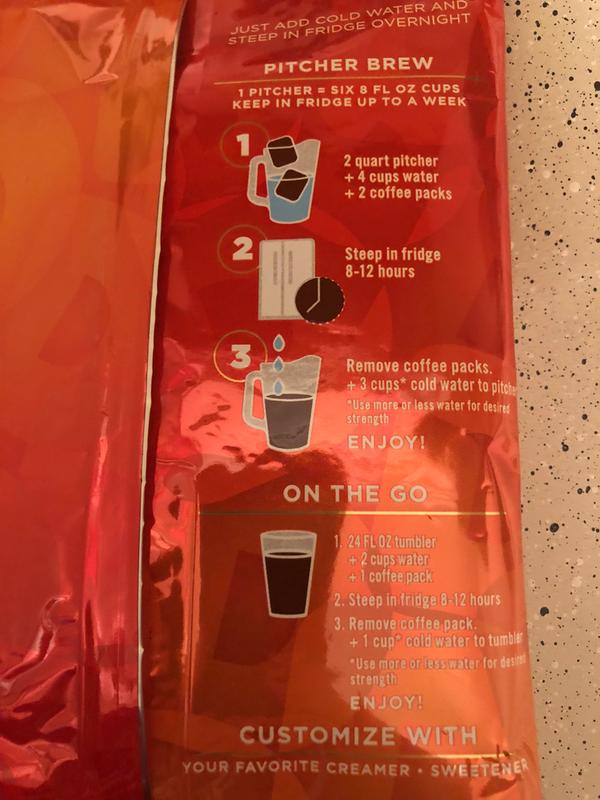 JUST ADD COLD WATER AND
STEEP IN FRIDGE OVERNIGHT
PITCHER BREW
1 PITCHER = SIX 8 FL OZ CUPS
KEEP IN FRIDGE UP TO A WEEK
1
2 quart pitcher
+ 4 cups water
+ 2 coffee packs
2
Steep in fridge
8-12 hours
3
Remove coffee packs.
+ 3 cups* cold water to pitcher
*Use more or less water for desired
strength
ENJOY!
ON THE GO
1. 24 FL OZ tumbler
+ 2 cups water
+ 1 coffee pack
2. Steep in fridge 8-12 hours
3. Remove coffee pack.
+ 1 cup* cold water to tumbler
*Use more or less water for desired
strength
ENJOY!
CUSTOMIZE WITH
YOUR FAVORITE CREAMER • SWEETENER